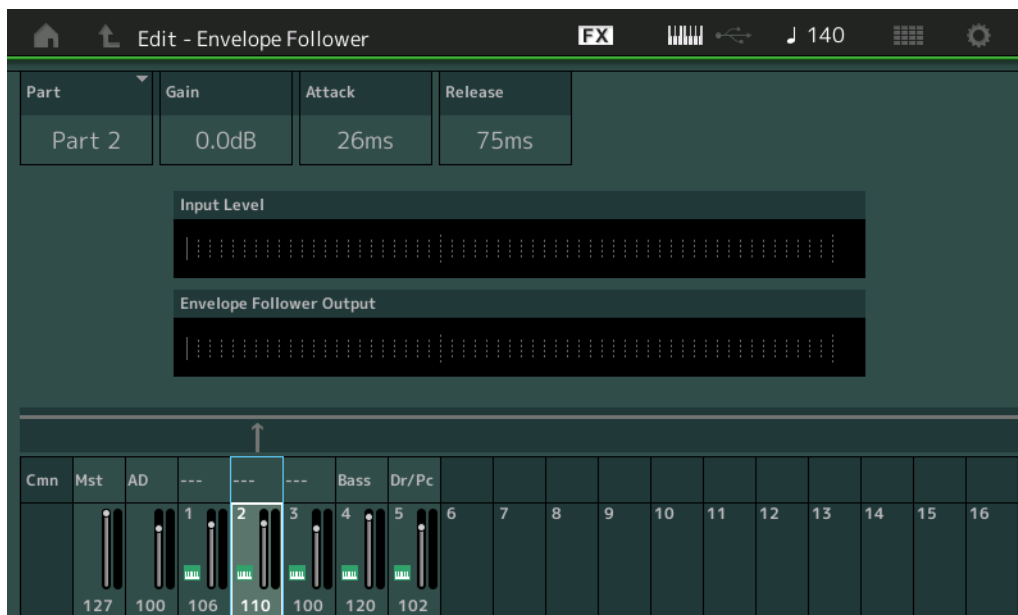 Edit - Envelope Follower FX ♩ 140
Part Gain Attack Release
Part 2 0.0dB 26ms 75ms
Input Level
Envelope Follower Output
Cmn Mst AD --- --- --- Bass Dr/Pc
1 2 3 4 5 6 7 8 9 10 11 12 13 14 15 16
127 100 106 110 100 120 102